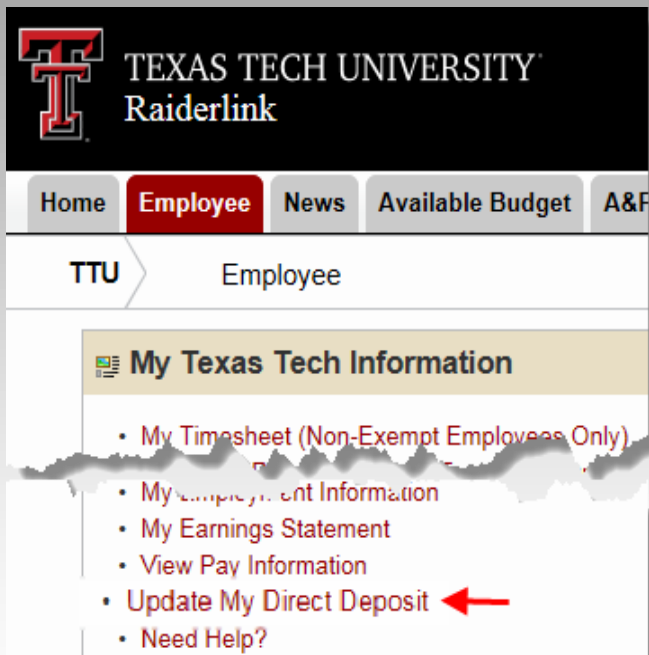 TEXAS TECH UNIVERSITY
Raiderlink
Home Employee News Available Budget
TTU Employee
My Texas Tech Information
• My Timesheet (Non-Exempt Employees Only)
• My Employment Information
• My Earnings Statement
• View Pay Information
• Update My Direct Deposit
• Need Help?